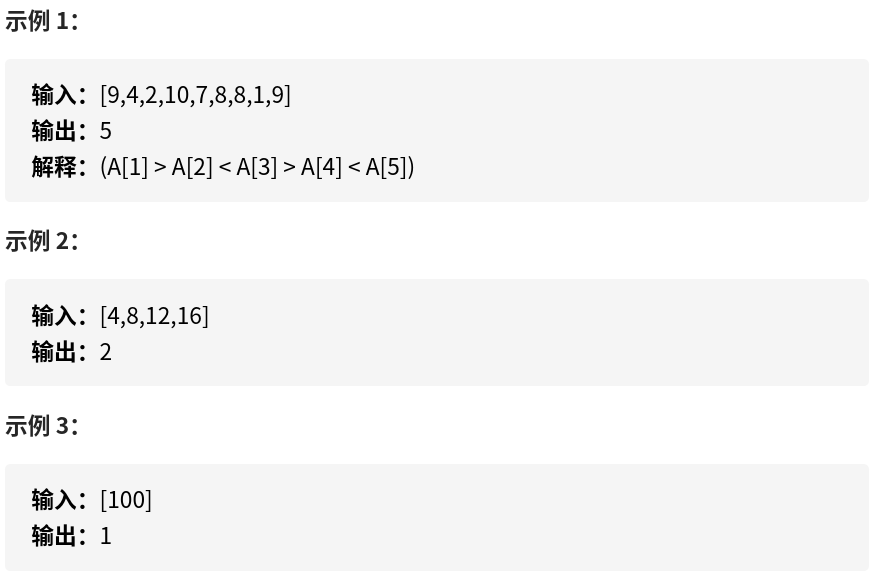 示例 1：
输入：[9,4,2,10,7,8,8,1,9]
输出：5
解释：(A[1] > A[2] < A[3] > A[4] < A[5])
示例 2：
输入：[4,8,12,16]
输出：2
示例 3：
输入：[100]
输出：1